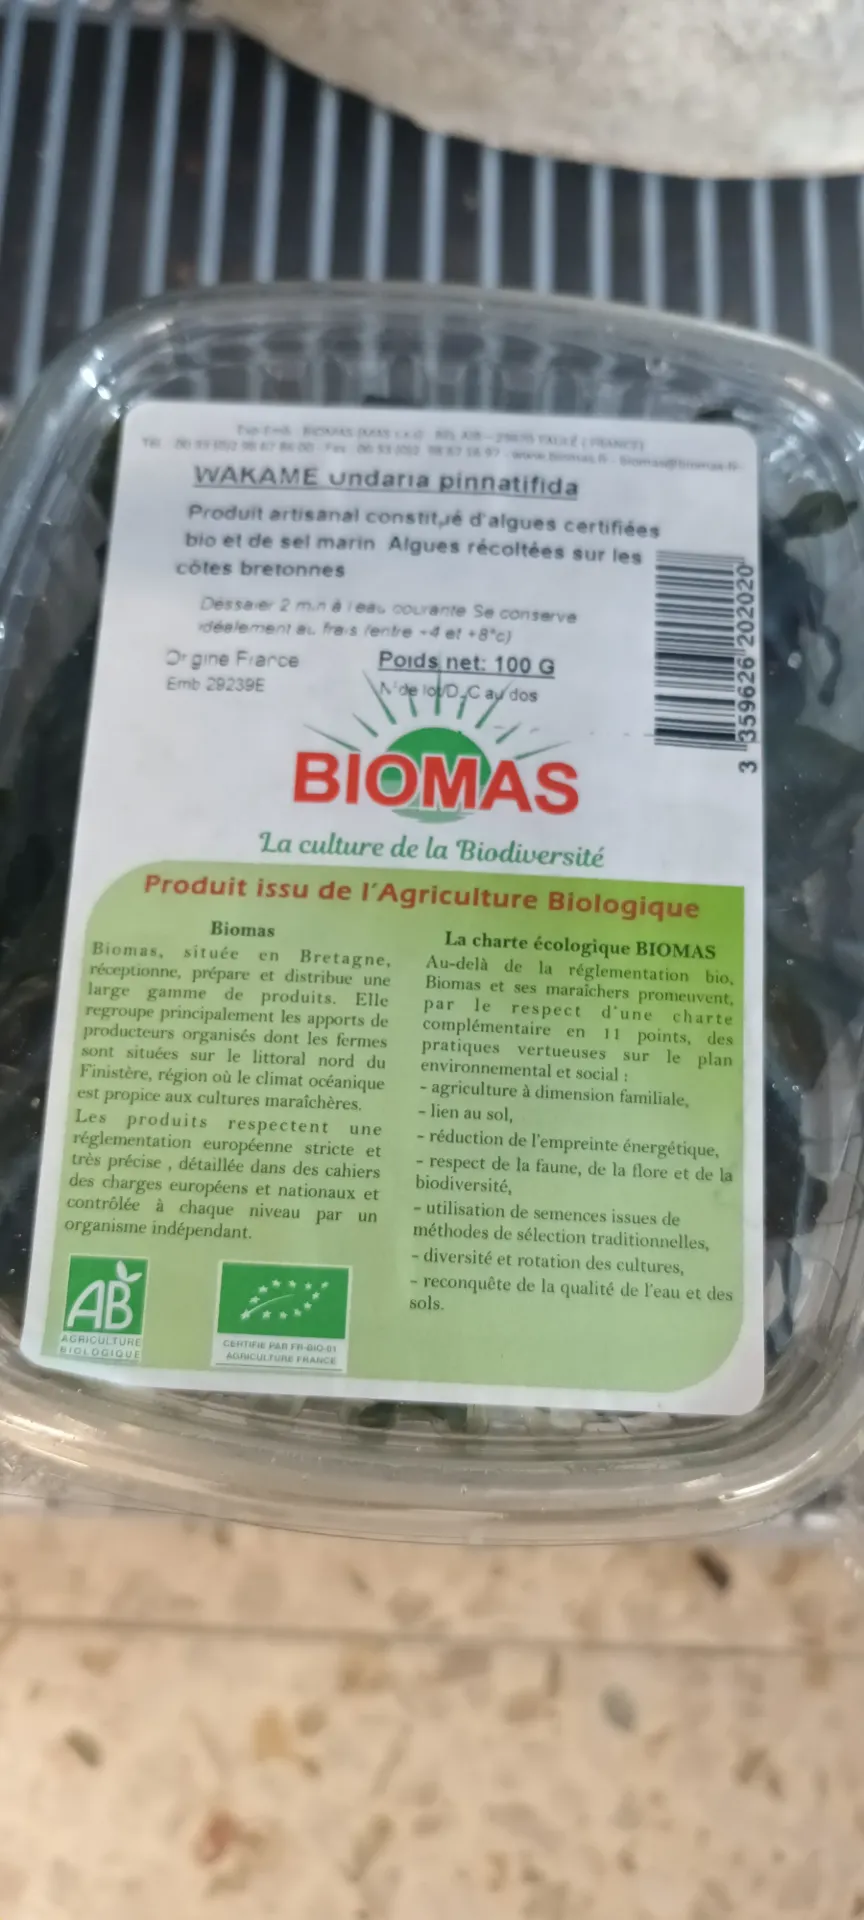 WAKAME Undaria pinnatifida
Produit artisanal constitué d'algues certifiées
bio et de sel marin Algues récoltées sur les
côtes bretonnes
Dessaler 2 min à l eau courante Se conserve
idéalement au frais (entre +4 et +8°c)
Origine France
Emb 29239E
Poids net: 100 G
N°de lot/D.C au dos
3 359626 202020
BIOMAS
La culture de la Biodiversité
Produit issu de l'Agriculture Biologique
Biomas
Biomas, située en Bretagne,
réceptionne, prépare et distribue une
large gamme de produits. Elle
regroupe principalement les apports de
producteurs organisés dont les fermes
sont situées sur le littoral nord du
Finistère, région où le climat océanique
est propice aux cultures maraîchères.
Les produits respectent une
réglementation européenne stricte et
très précise , détaillée dans des cahiers
des charges européens et nationaux et
contrôlée à chaque niveau par un
organisme indépendant.
La charte écologique BIOMAS
Au-delà de la réglementation bio,
Biomas et ses maraîchers promeuvent,
par le respect d'une charte
complémentaire en 11 points, des
pratiques vertueuses sur le plan
environnemental et social :
- agriculture à dimension familiale,
- lien au sol,
- réduction de l'empreinte énergétique,
- respect de la faune, de la flore et de la
biodiversité,
- utilisation de semences issues de
méthodes de sélection traditionnelles,
- diversité et rotation des cultures,
- reconquête de la qualité de l'eau et des
sols.
AB
AGRICULTURE
BIOLOGIQUE
CERTIFIE PAR FR-BIO-01
AGRICULTURE FRANCE